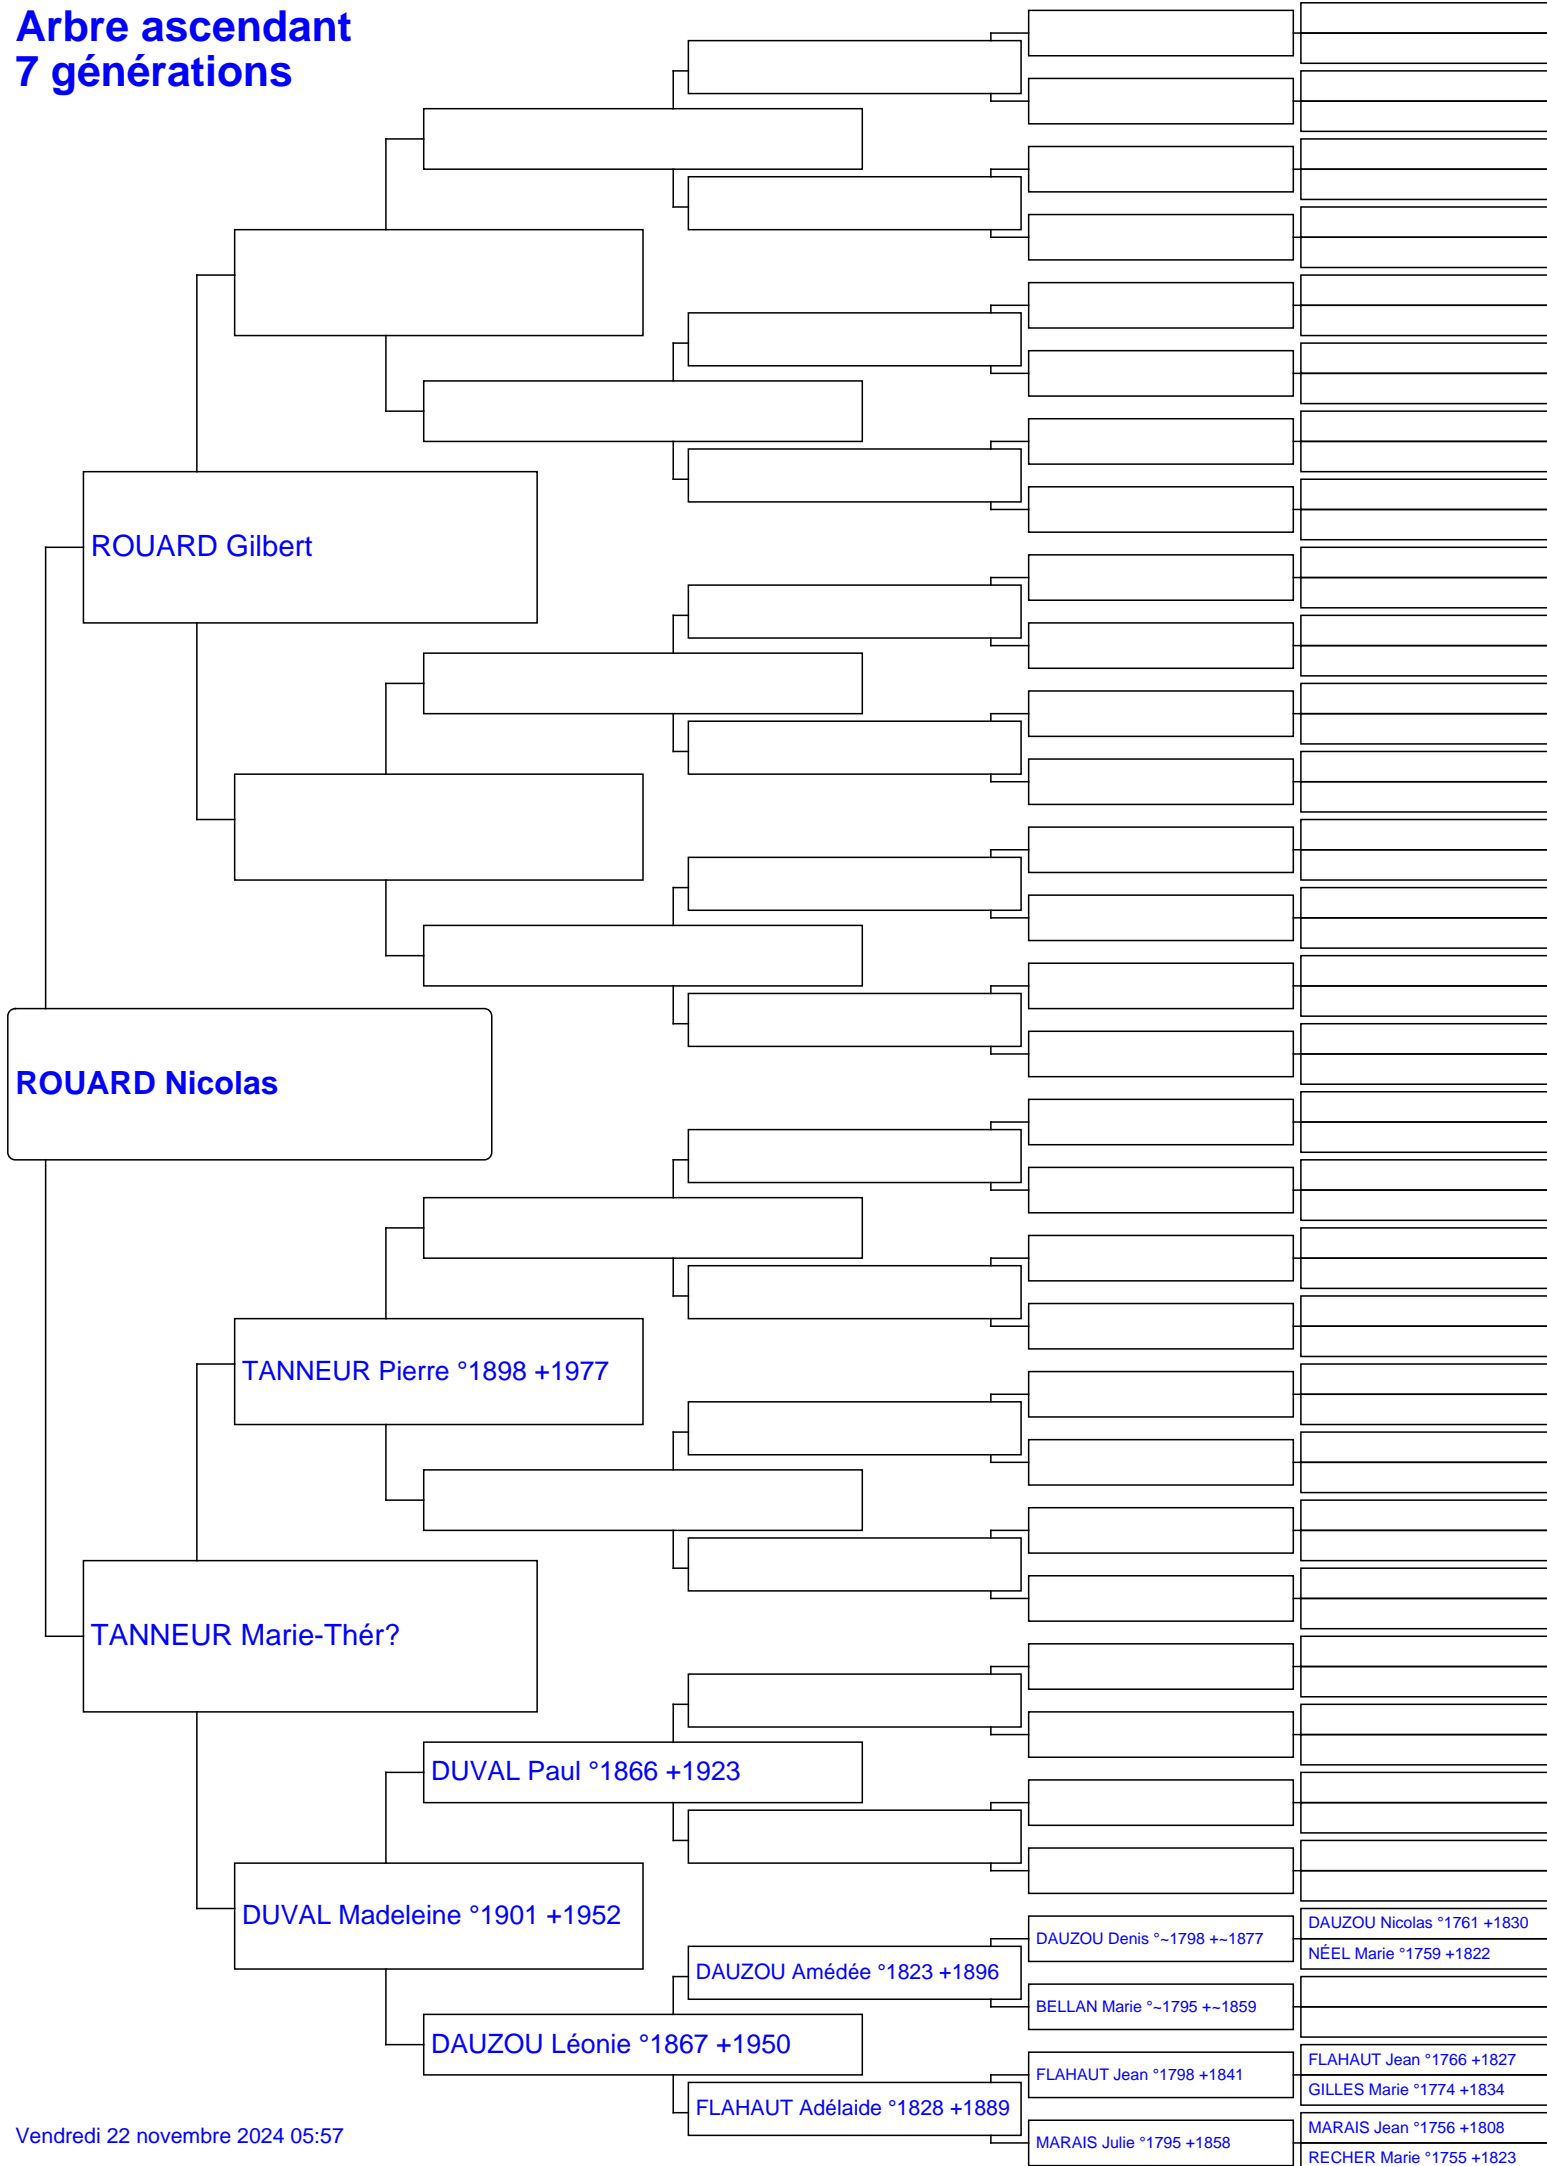 Arbre ascendant
7 générations
ROUARD Gilbert
ROUARD Nicolas
TANNEUR Pierre °1898 +1977
TANNEUR Marie-Thér?
DUVAL Paul °1866 +1923
DUVAL Madeleine °1901 +1952
DAUZOU Nicolas °1761 +1830
DAUZOU Denis °~1798 +~1877
NÉEL Marie °1759 +1822
DAUZOU Amédée °1823 +1896
BELLAN Marie °~1795 +~1859
DAUZOU Léonie °1867 +1950
FLAHAUT Jean °1766 +1827
FLAHAUT Jean °1798 +1841
GILLES Marie °1774 +1834
FLAHAUT Adélaide °1828 +1889
MARAIS Jean °1756 +1808
MARAIS Julie °1795 +1858
RECHER Marie °1755 +1823
Vendredi 22 novembre 2024 05:57